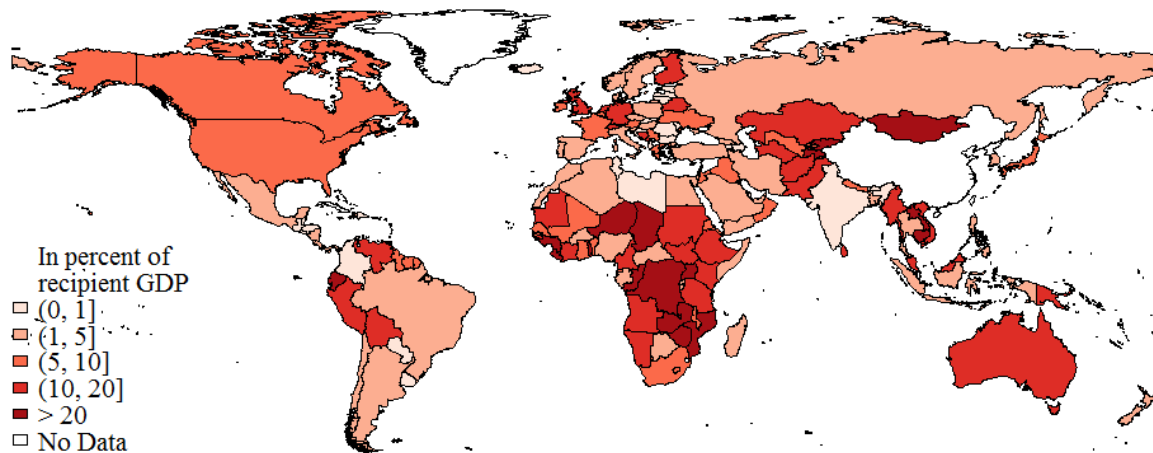 In percent of
recipient GDP
(0, 1]
(1, 5]
(5, 10]
(10, 20]
> 20
No Data